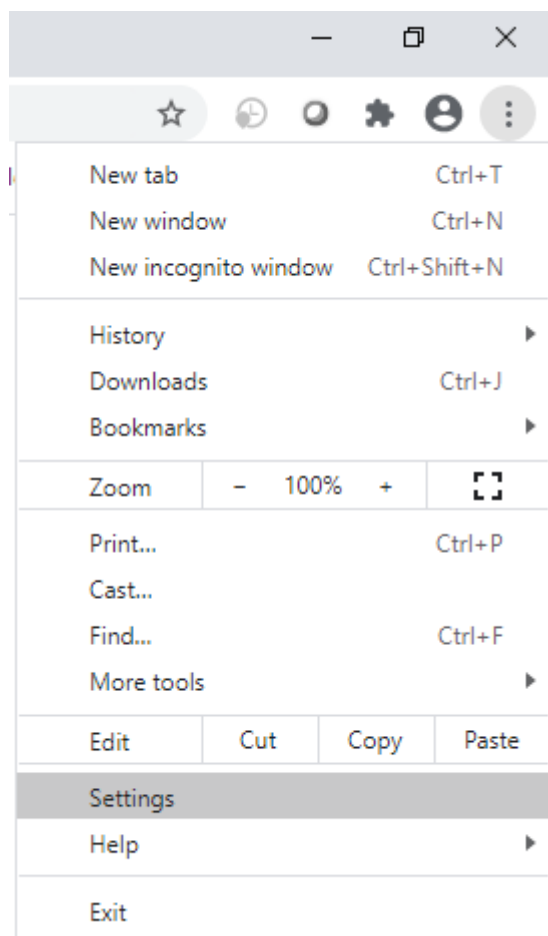 New tab Ctrl+T
New window Ctrl+N
New incognito window Ctrl+Shift+N
History
Downloads Ctrl+J
Bookmarks
Zoom - 100% +
Print... Ctrl+P
Cast...
Find... Ctrl+F
More tools
Edit Cut Copy Paste
Settings
Help
Exit